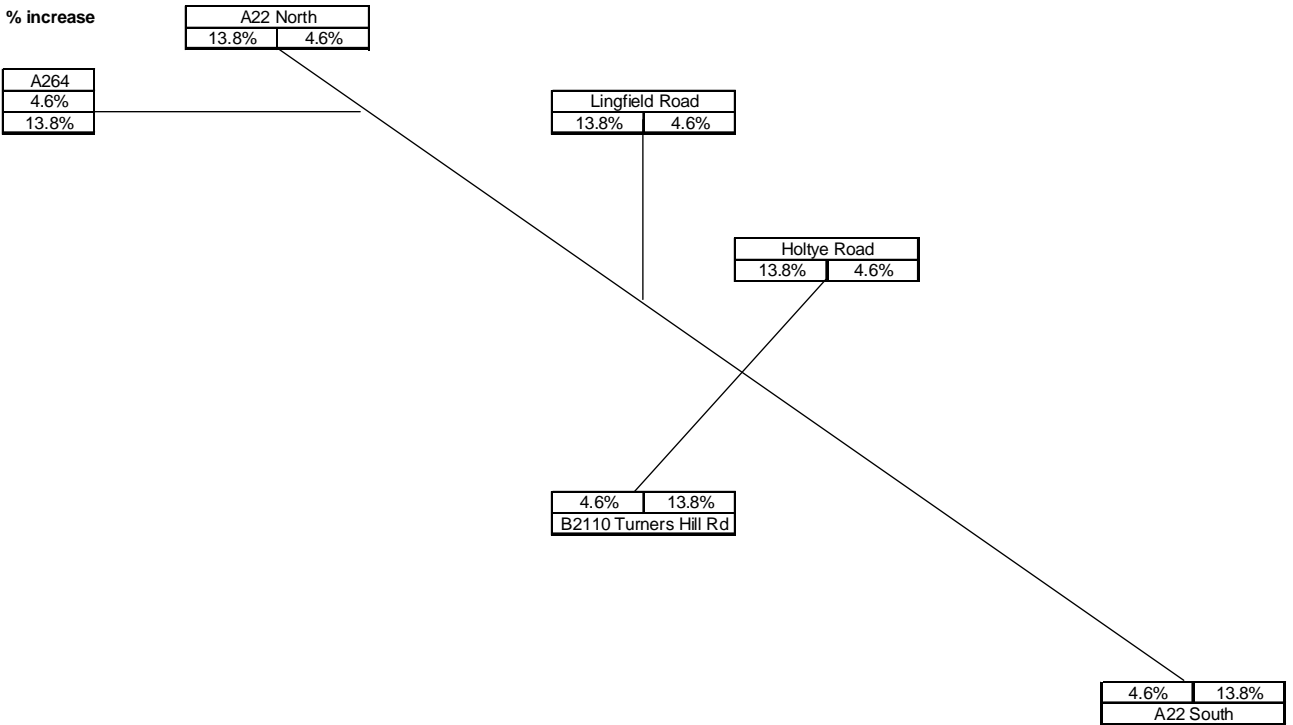 % increase
A22 North
13.8% 4.6%
A264
4.6%
13.8%
Lingfield Road
13.8% 4.6%
Holtye Road
13.8% 4.6%
4.6% 13.8%
B2110 Turners Hill Rd
4.6% 13.8%
A22 South